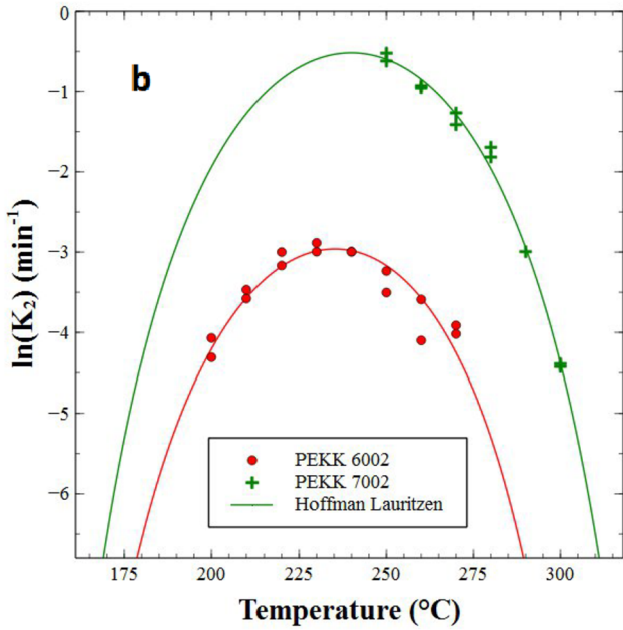 b
0
−1
−2
−3
−4
−5
−6
ln(K₂) (min⁻¹)
PEKK 6002
PEKK 7002
Hoffman Lauritzen
175 200 225 250 275 300
Temperature (°C)